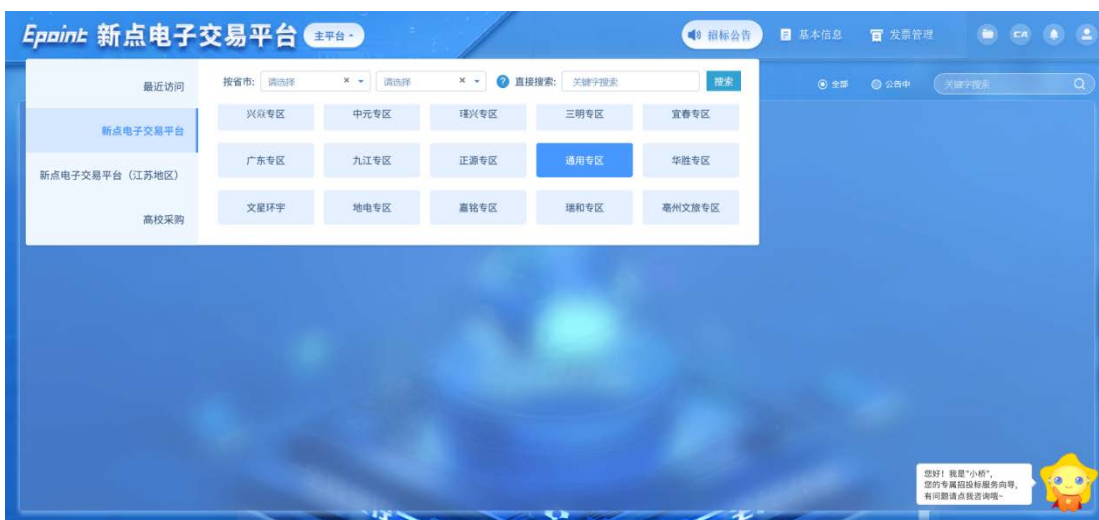 Epoint 新点电子交易平台 主平台
招标公告 基本信息 发票管理 CA
最近访问 按省市: 请选择 × 请选择 × ? 直接搜索: 关键字搜索 搜索
全部 公告中 关键字搜索
新点电子交易平台
新点电子交易平台（江苏地区）
高校采购
兴焱专区 中元专区 瑾兴专区 三明专区 宜春专区
广东专区 九江专区 正源专区 通用专区 华胜专区
文星环宇 地电专区 嘉铭专区 瑞和专区 亳州文旅专区
您好！我是“小桥”，
您的专属招投标服务向导，
有问题请点我咨询哦~